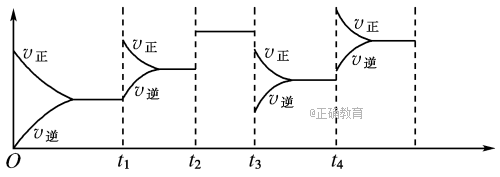 v正 v正 v正 v正
v逆 v逆 v逆 v逆
@正确教育
O t₁ t₂ t₃ t₄